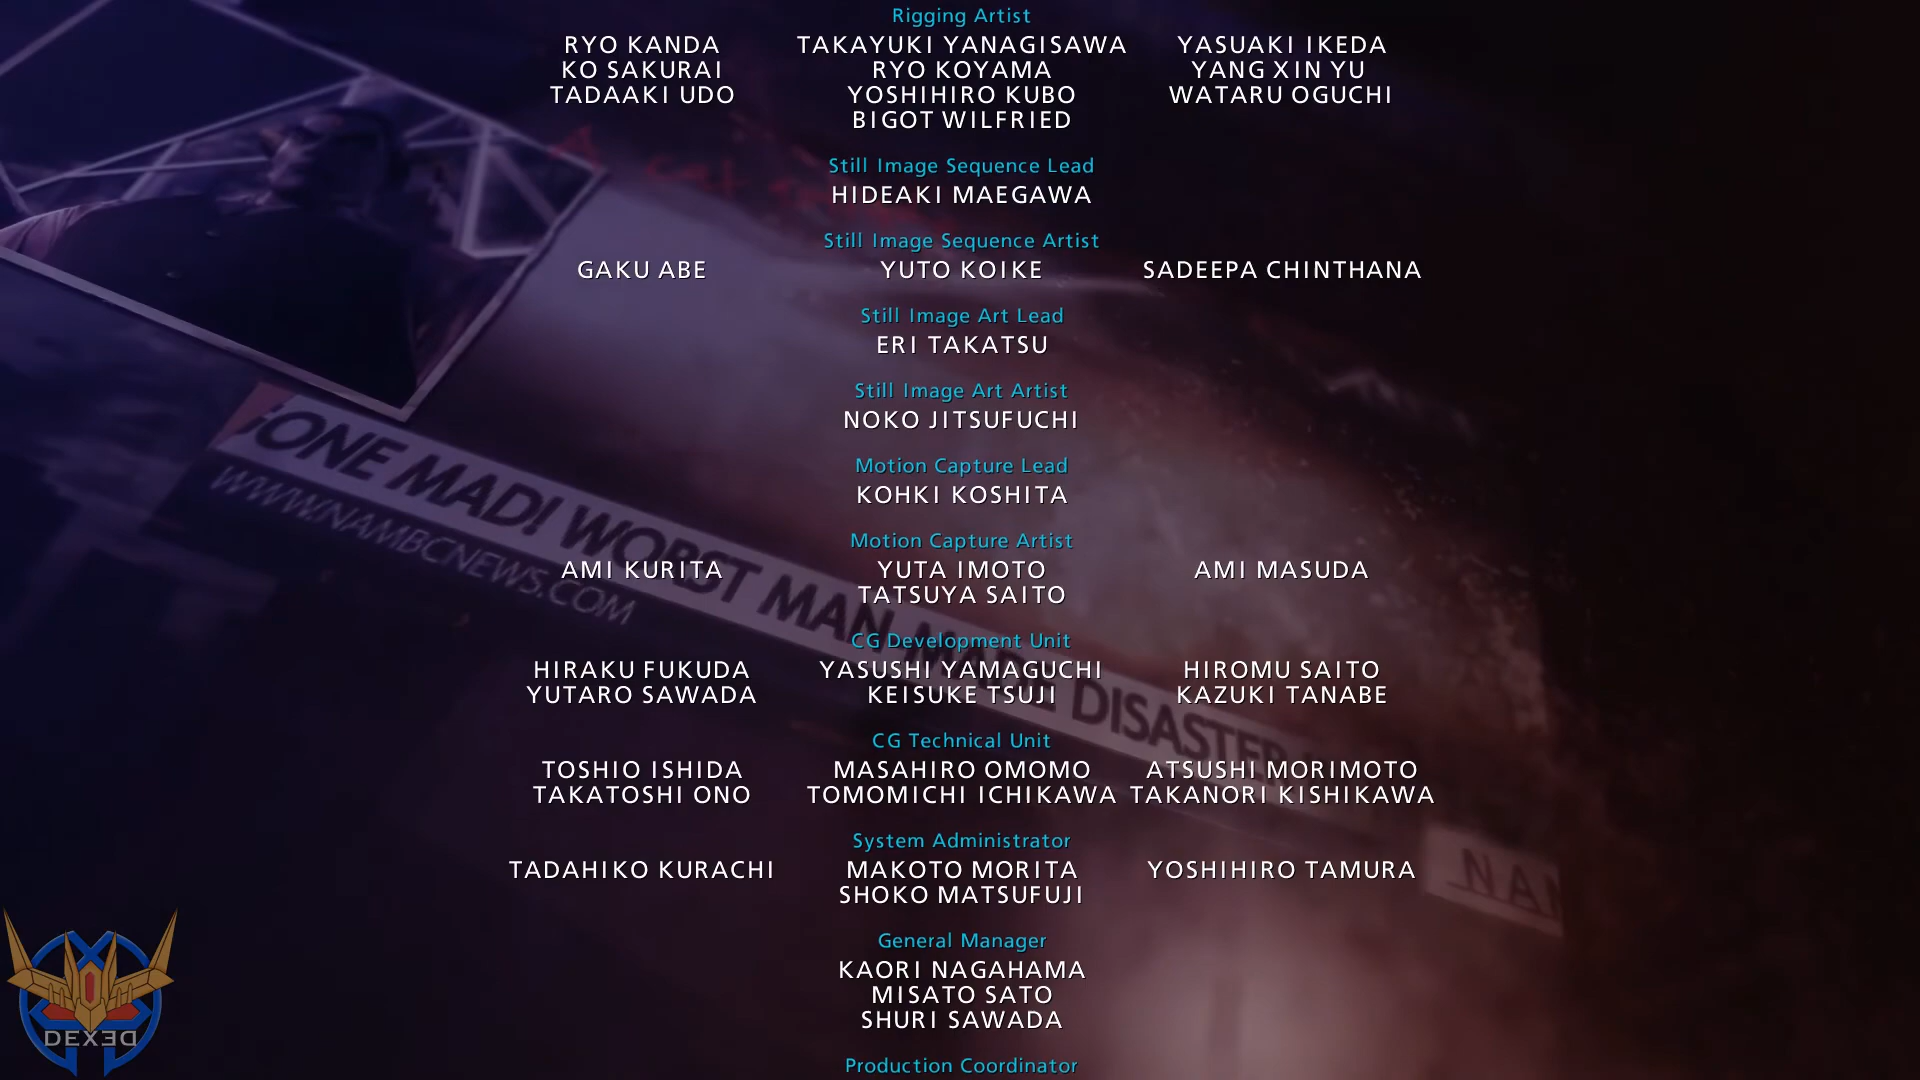 Rigging Artist
RYO KANDA TAKAYUKI YANAGISAWA YASUAKI IKEDA
KO SAKURAI RYO KOYAMA YANG XIN YU
TADAAKI UDO YOSHIHIRO KUBO WATARU OGUCHI
BIGOT WILFRIED
Still Image Sequence Lead
HIDEAKI MAEGAWA
Still Image Sequence Artist
GAKU ABE YUTO KOIKE SADEEPA CHINTHANA
Still Image Art Lead
ERI TAKATSU
Still Image Art Artist
NOKO JITSUFUCHI
Motion Capture Lead
KOHKI KOSHITA
Motion Capture Artist
AMI KURITA YUTA IMOTO AMI MASUDA
TATSUYA SAITO
CG Development Unit
HIRAKU FUKUDA YASUSHI YAMAGUCHI HIROMU SAITO
YUTARO SAWADA KEISUKE TSUJI KAZUKI TANABE
CG Technical Unit
TOSHIO ISHIDA MASAHIRO OMOMO ATSUSHI MORIMOTO
TAKATOSHI ONO TOMOMICHI ICHIKAWA TAKANORI KISHIKAWA
System Administrator
TADAHIKO KURACHI MAKOTO MORITA YOSHIHIRO TAMURA
SHOKO MATSUFUJI
General Manager
KAORI NAGAHAMA
MISATO SATO
SHURI SAWADA
Production Coordinator
GONE MAD! WORST MAN-MADE DISASTER
WWW.NAMBCNEWS.COM
NAM
DEXED